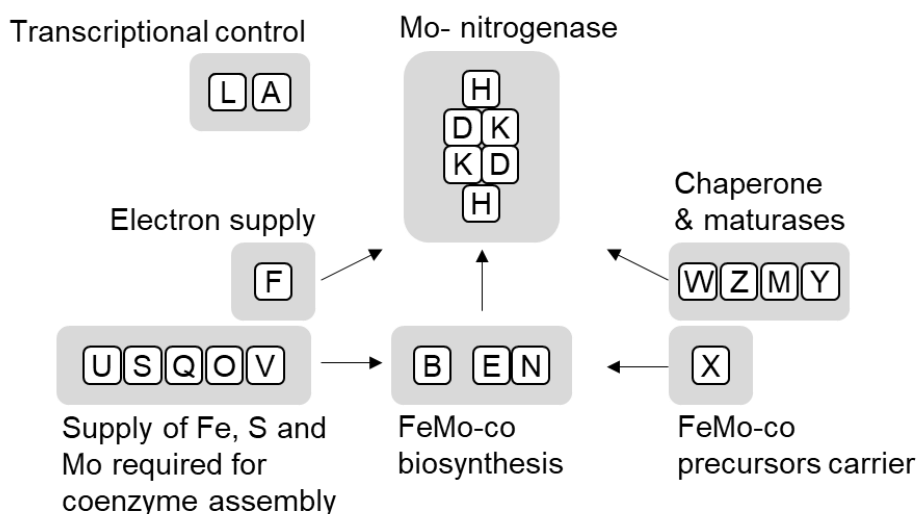 Transcriptional control
L A
Mo- nitrogenase
H
D K
K D
H
Electron supply
F
Chaperone
& maturases
W Z M Y
U S Q O V
Supply of Fe, S and
Mo required for
coenzyme assembly
B E N
FeMo-co
biosynthesis
X
FeMo-co
precursors carrier